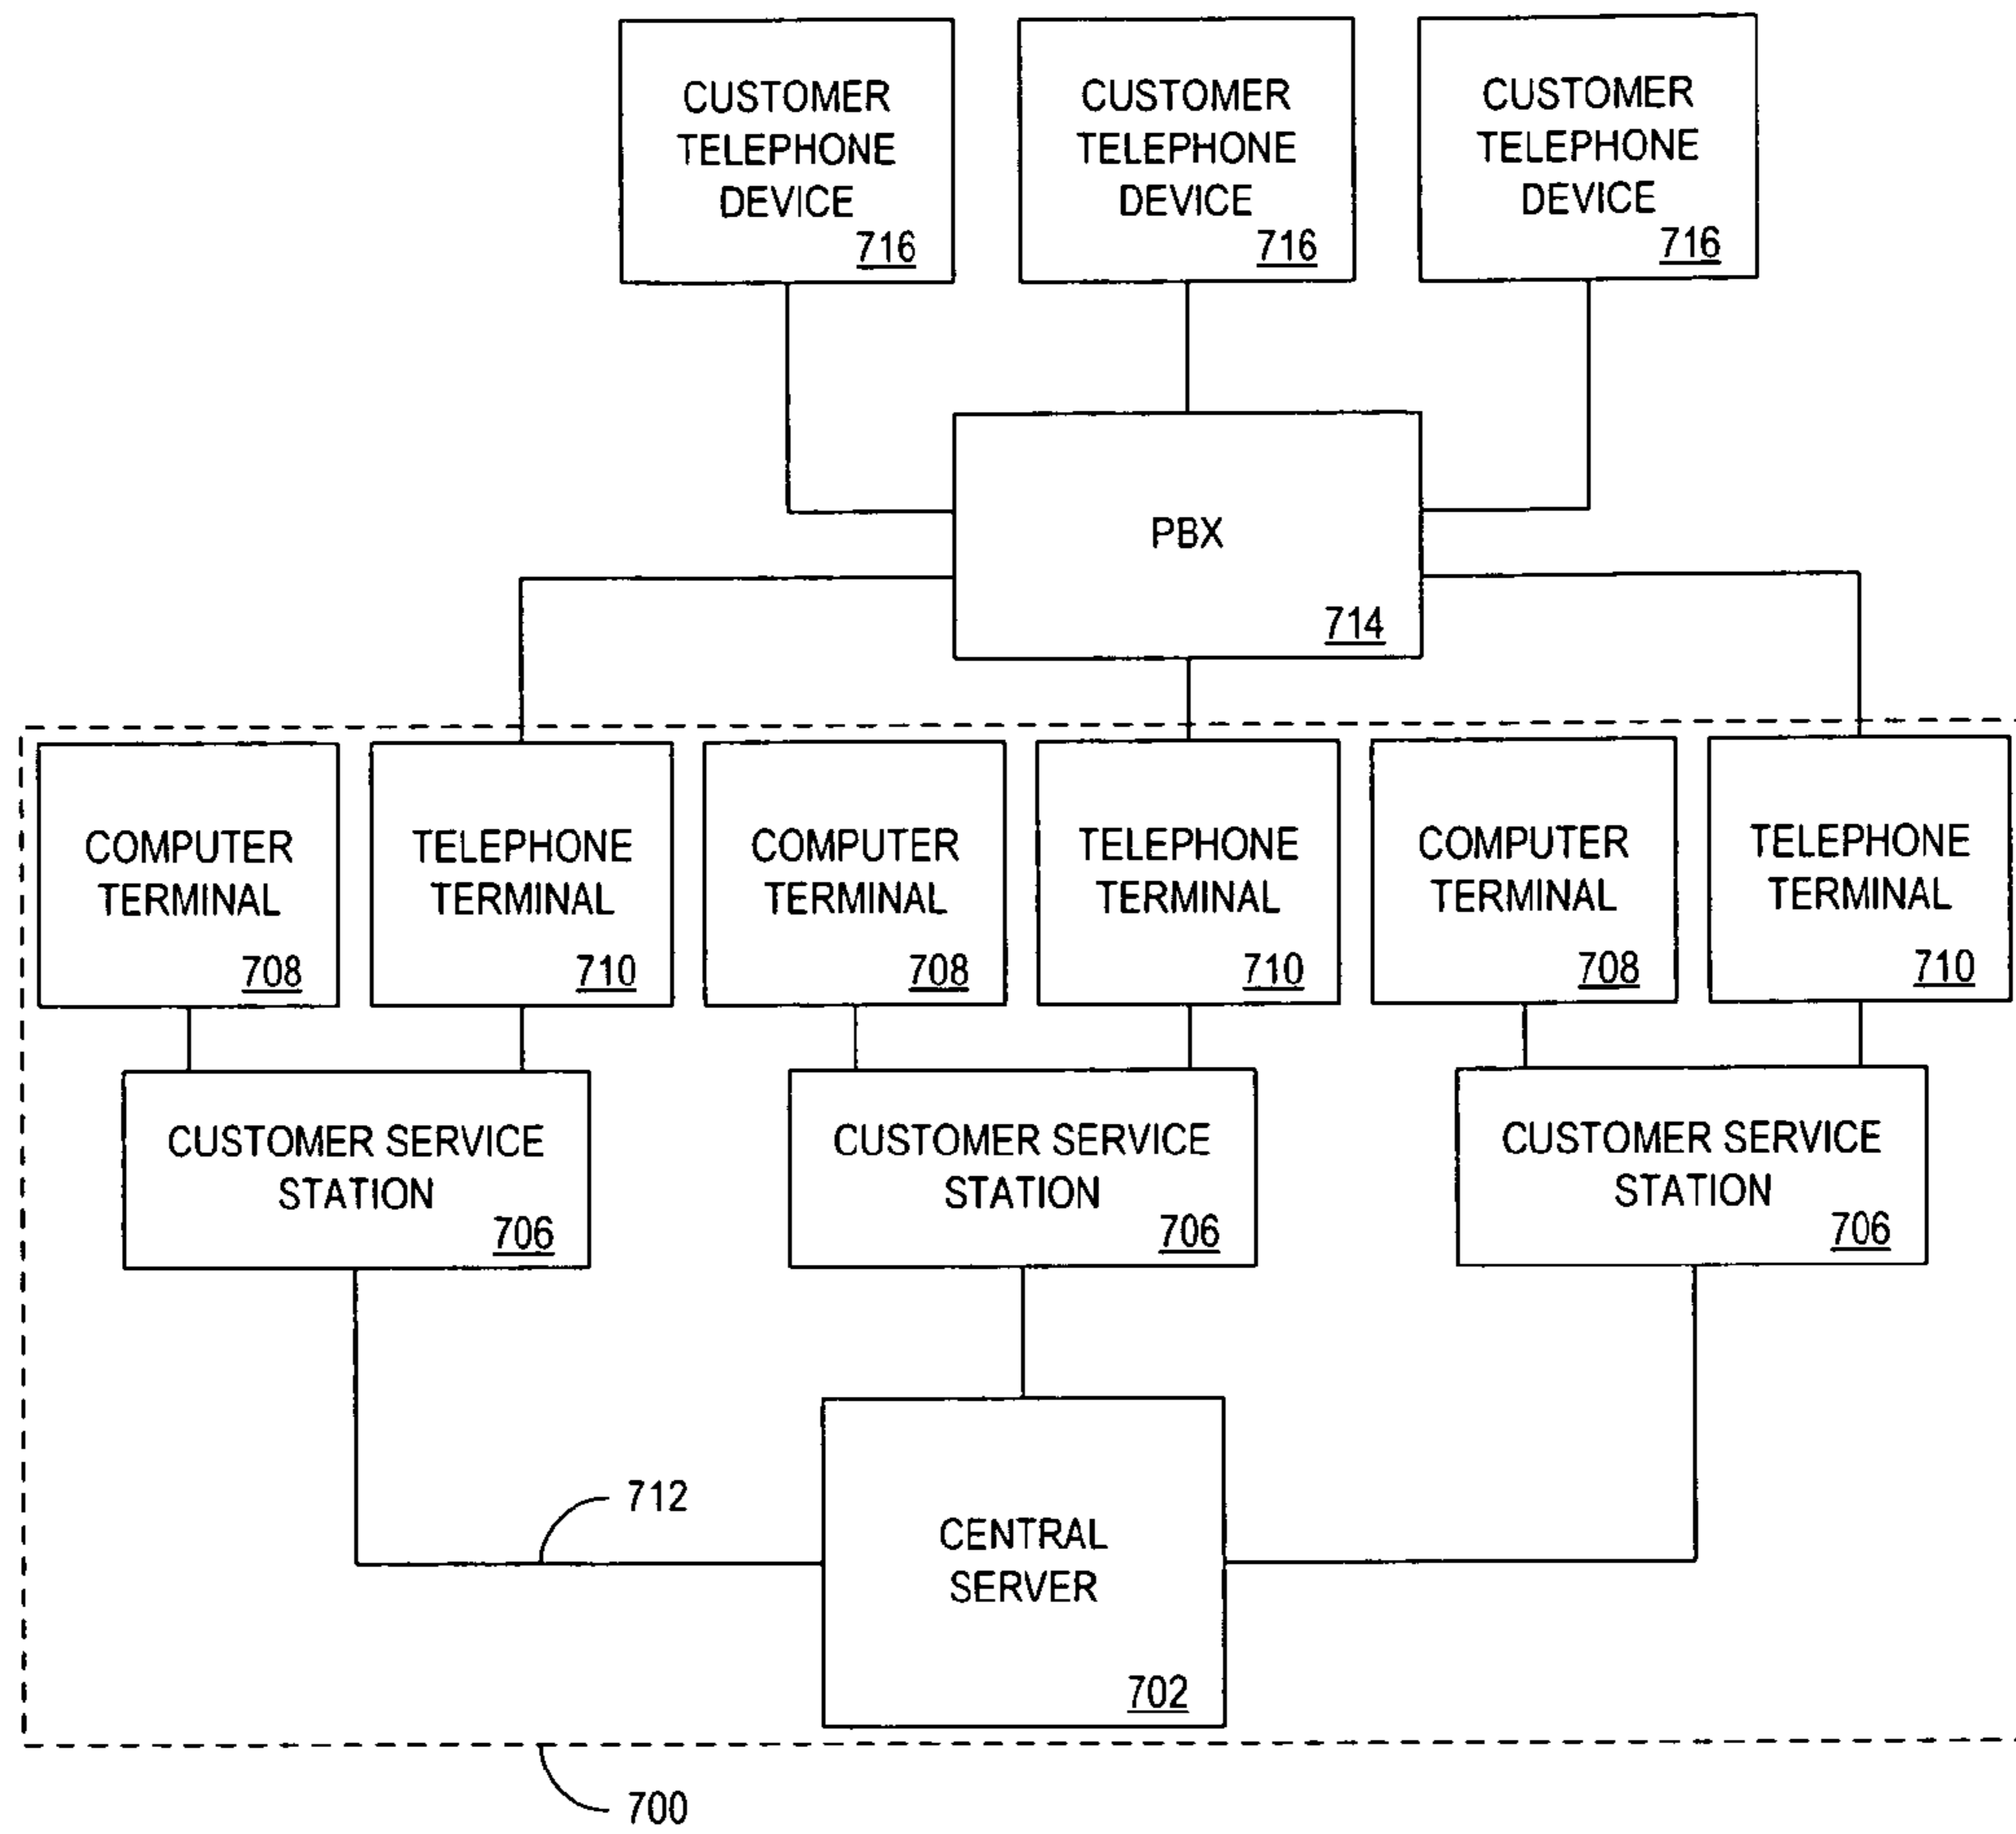 CUSTOMER
TELEPHONE
DEVICE
716
CUSTOMER
TELEPHONE
DEVICE
716
CUSTOMER
TELEPHONE
DEVICE
716
PBX
714
COMPUTER
TERMINAL
708
TELEPHONE
TERMINAL
710
COMPUTER
TERMINAL
708
TELEPHONE
TERMINAL
710
COMPUTER
TERMINAL
708
TELEPHONE
TERMINAL
710
CUSTOMER SERVICE
STATION
706
CUSTOMER SERVICE
STATION
706
CUSTOMER SERVICE
STATION
706
712
CENTRAL
SERVER
702
700